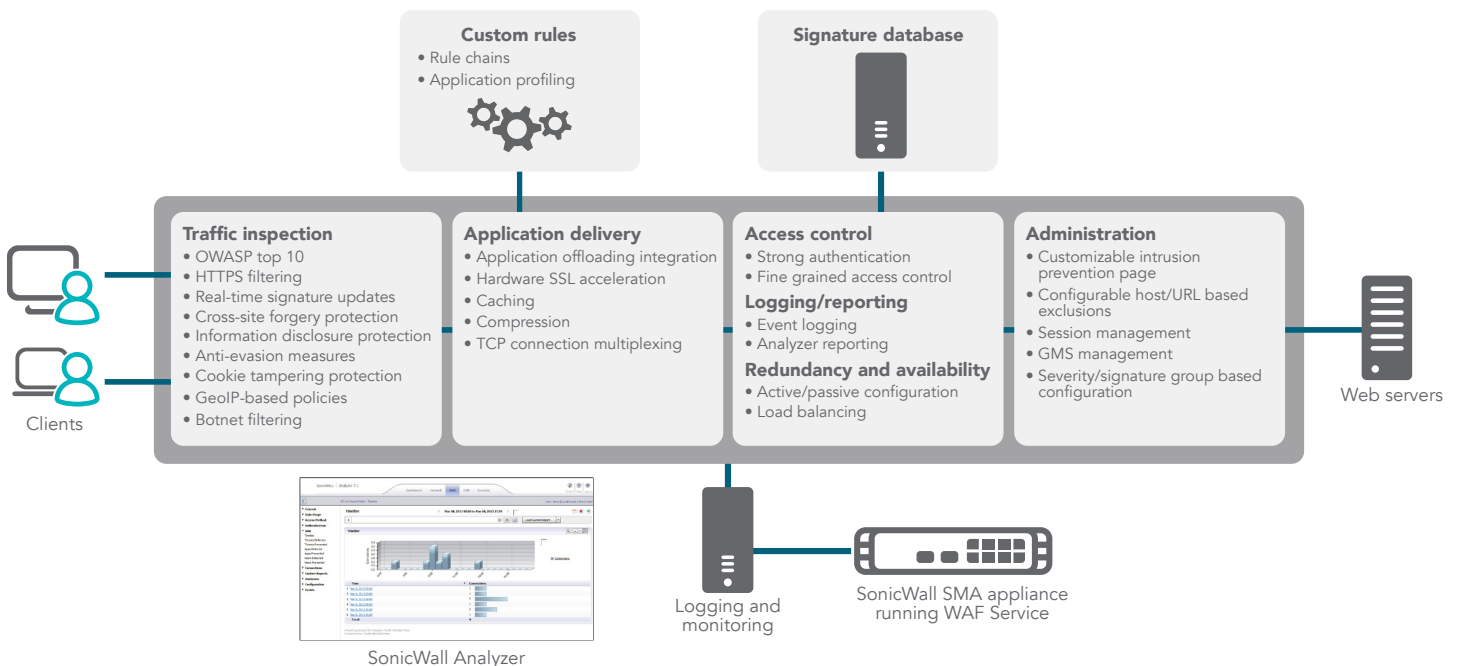 Custom rules
• Rule chains
• Application profiling
Signature database
Traffic inspection
• OWASP top 10
• HTTPS filtering
• Real-time signature updates
• Cross-site forgery protection
• Information disclosure protection
• Anti-evasion measures
• Cookie tampering protection
• GeoIP-based policies
• Botnet filtering
Application delivery
• Application offloading integration
• Hardware SSL acceleration
• Caching
• Compression
• TCP connection multiplexing
Access control
• Strong authentication
• Fine grained access control
Logging/reporting
• Event logging
• Analyzer reporting
Redundancy and availability
• Active/passive configuration
• Load balancing
Administration
• Customizable intrusion
prevention page
• Configurable host/URL based
exclusions
• Session management
• GMS management
• Severity/signature group based
configuration
Clients
Web servers
Timeline
Time
Connections
Total
SonicWall Analyzer
Logging and
monitoring
SonicWall SMA appliance
running WAF Service